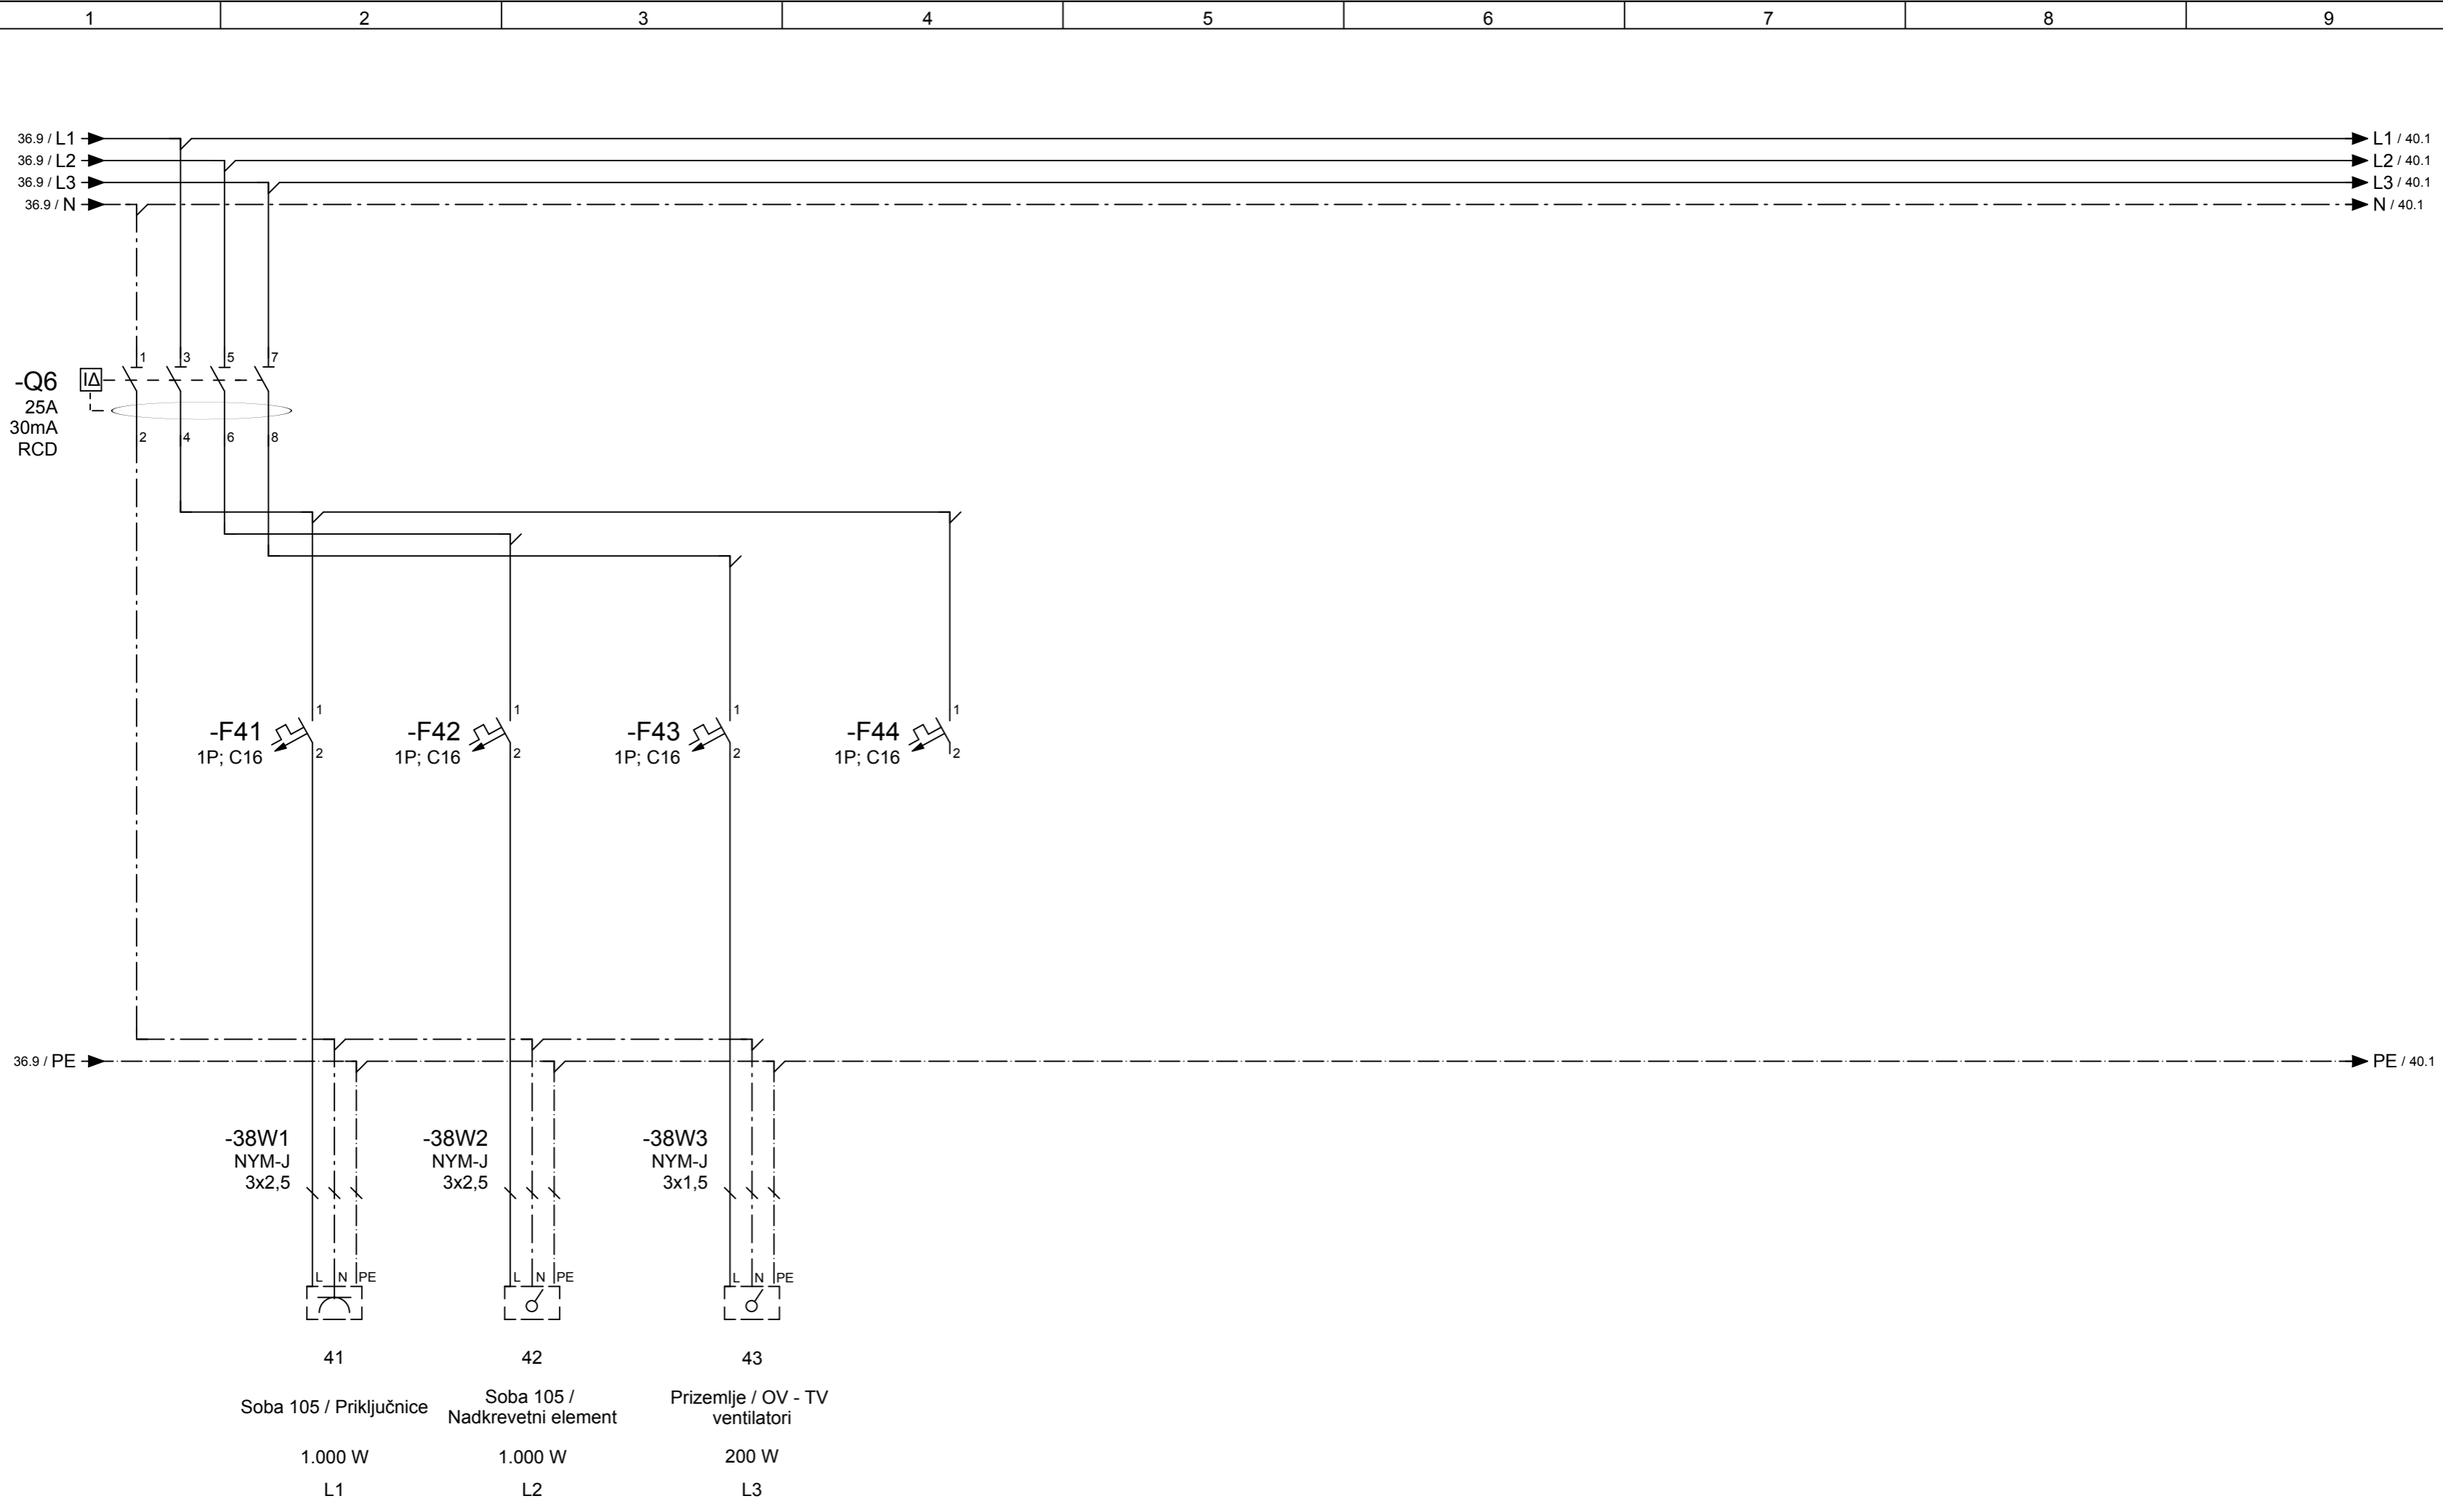 1 2 3 4 5 6 7 8 9
36.9 / L1
L1 / 40.1
36.9 / L2
L2 / 40.1
36.9 / L3
L3 / 40.1
36.9 / N
N / 40.1
1 3 5 7
-Q6 I∆
25A
30mA
RCD
2 4 6 8
1 1 1 1
-F41 -F42 -F43 -F44
1P; C16 1P; C16 1P; C16 1P; C16
2 2 2 2
36.9 / PE
PE / 40.1
-38W1
NYM-J
3x2,5
-38W2
NYM-J
3x2,5
-38W3
NYM-J
3x1,5
L N PE
L N PE
L N PE
41
Soba 105 / Priključnice
1.000 W
L1
42
Soba 105 /
Nadkrevetni element
1.000 W
L2
43
Prizemlje / OV - TV
ventilatori
200 W
L3